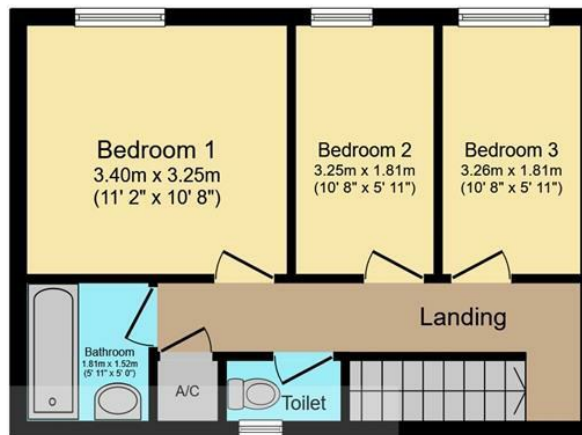 Bedroom 1
3.40m x 3.25m
(11' 2" x 10' 8")
Bedroom 2
3.25m x 1.81m
(10' 8" x 5' 11")
Bedroom 3
3.26m x 1.81m
(10' 8" x 5' 11")
Landing
Bathroom
1.81m x 1.52m
(5' 11" x 5' 0")
A/C
Toilet